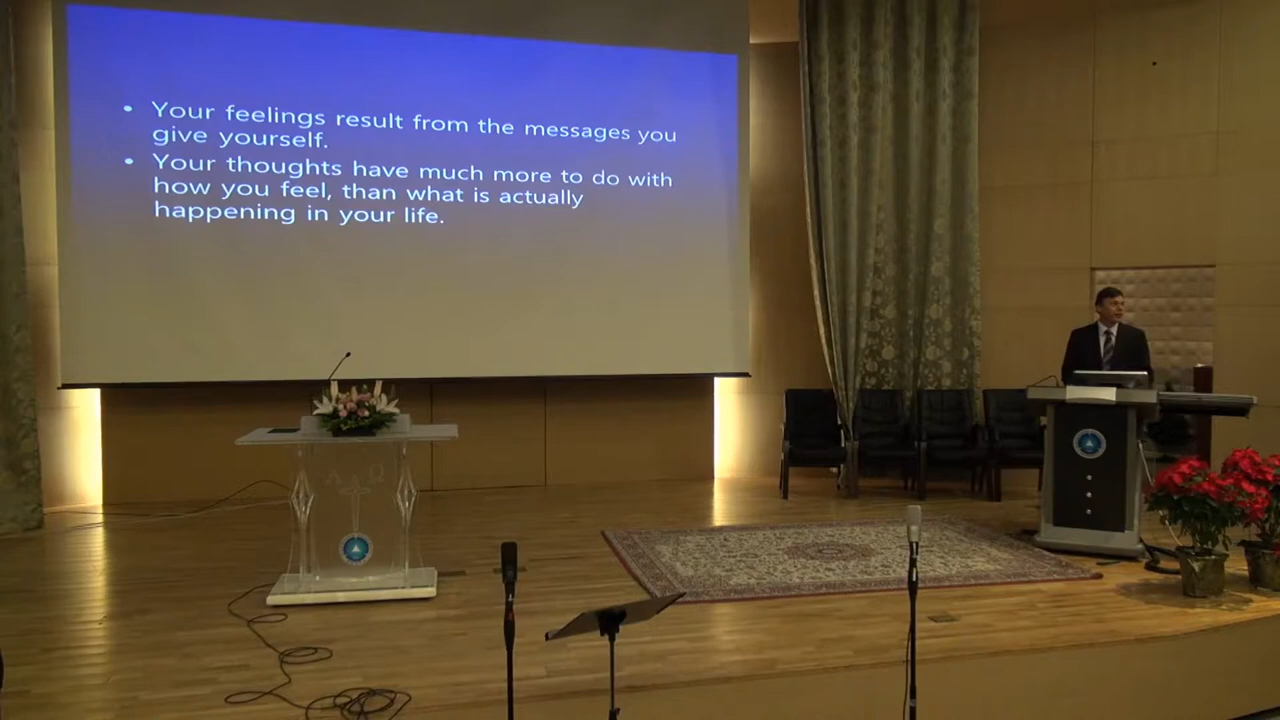 • Your feelings result from the messages you
give yourself.
• Your thoughts have much more to do with
how you feel, than what is actually
happening in your life.
Α Ω